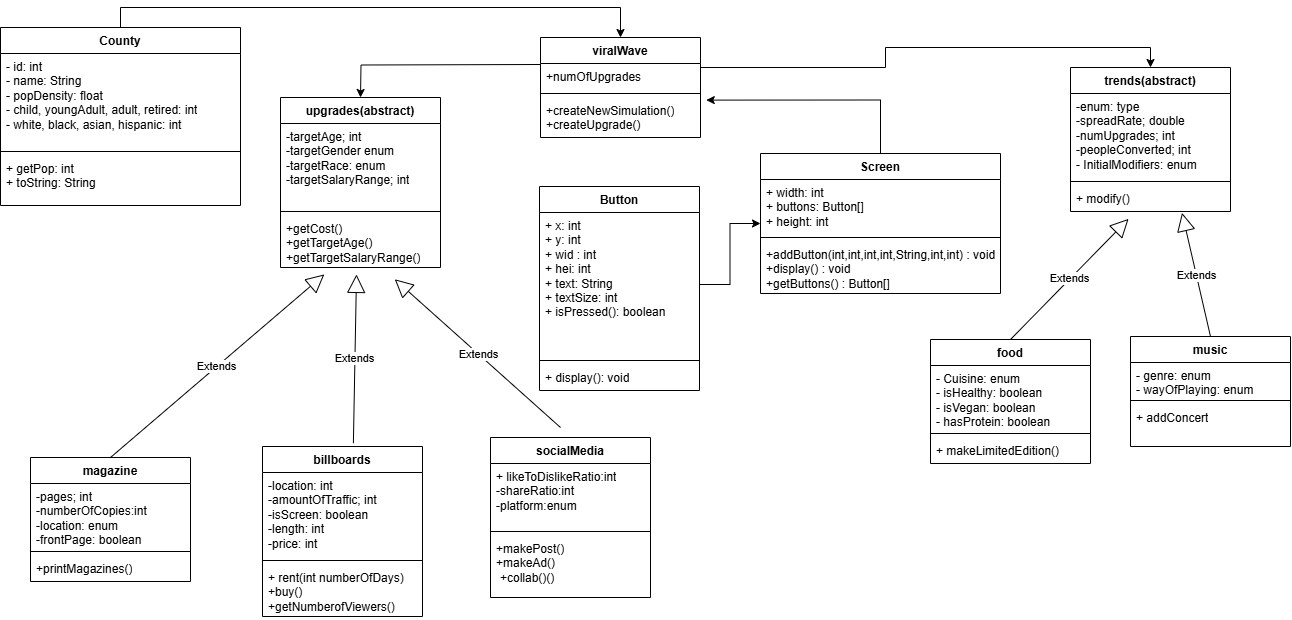 County
- id: int
- name: String
- popDensity: float
- child, youngAdult, adult, retired: int
- white, black, asian, hispanic: int
+ getPop: int
+ toString: String
viralWave
+numOfUpgrades
+createNewSimulation()
+createUpgrade()
upgrades(abstract)
-targetAge; int
-targetGender enum
-targetRace: enum
-targetSalaryRange; int
+getCost()
+getTargetAge()
+getTargetSalaryRange()
trends(abstract)
-enum: type
-spreadRate; double
-numUpgrades; int
-peopleConverted; int
- InitialModifiers: enum
+ modify()
Button
+ x: int
+ y: int
+ wid : int
+ hei: int
+ text: String
+ textSize: int
+ isPressed(): boolean
+ display(): void
Screen
+ width: int
+ buttons: Button[]
+ height: int
+addButton(int,int,int,int,String,int,int) : void
+display() : void
+getButtons() : Button[]
Extends
Extends
Extends
Extends
Extends
magazine
-pages; int
-numberOfCopies:int
-location: enum
-frontPage: boolean
+printMagazines()
billboards
-location: int
-amountOfTraffic; int
-isScreen: boolean
-length: int
-price: int
+ rent(int numberOfDays)
+buy()
+getNumberofViewers()
socialMedia
+ likeToDislikeRatio:int
-shareRatio:int
-platform:enum
+makePost()
+makeAd()
+collab()()
food
- Cuisine: enum
- isHealthy: boolean
- isVegan: boolean
- hasProtein: boolean
+ makeLimitedEdition()
music
- genre: enum
- wayOfPlaying: enum
+ addConcert